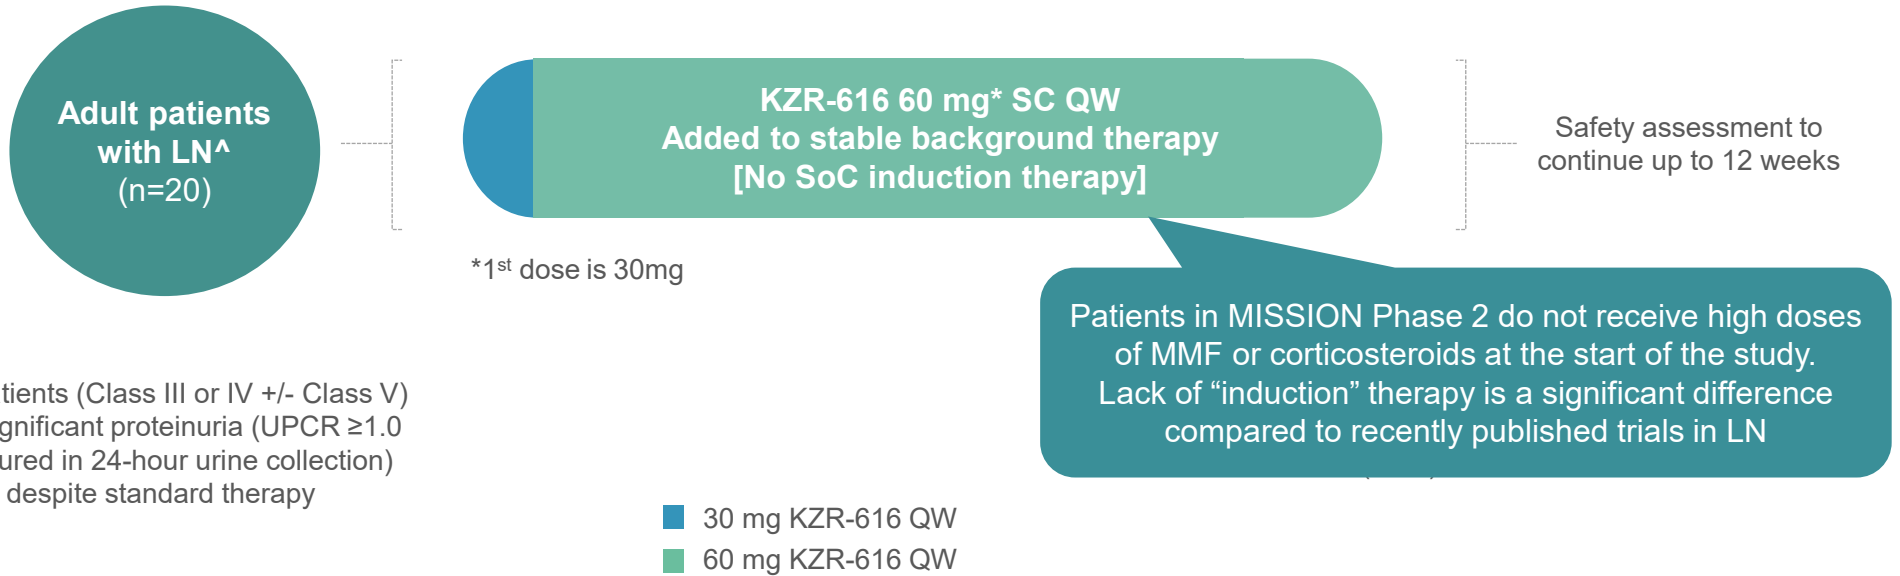 Adult patients
with LN^
(n=20)
KZR-616 60 mg* SC QW
Added to stable background therapy
[No SoC induction therapy]
Safety assessment to
continue up to 12 weeks
*1st dose is 30mg
Patients in MISSION Phase 2 do not receive high doses
of MMF or corticosteroids at the start of the study.
Lack of “induction” therapy is a significant difference
compared to recently published trials in LN
(Class III or IV +/- Class V)
proteinuria (UPCR ≥1.0
in 24-hour urine collection)
despite standard therapy
30 mg KZR-616 QW
60 mg KZR-616 QW